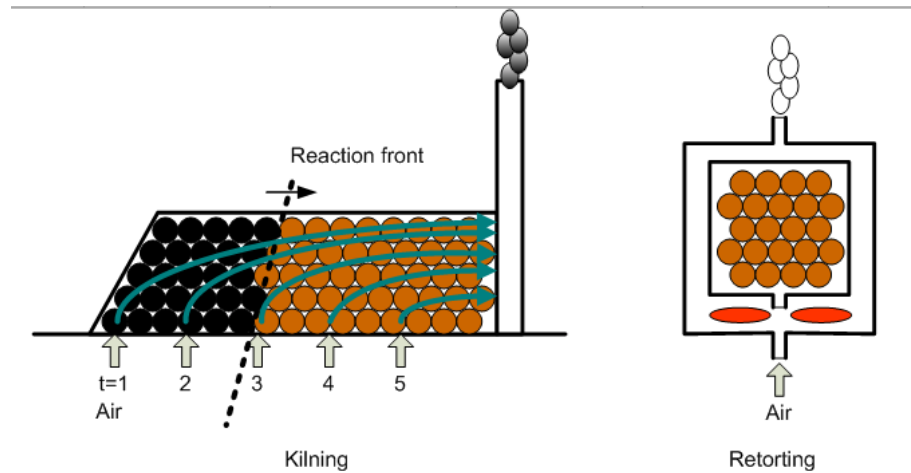 Reaction front
t=1 2 3 4 5
Air
Air
Kilning
Retorting